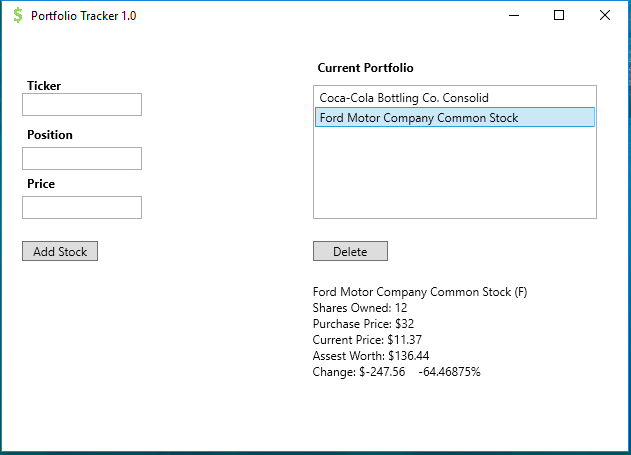 $ Portfolio Tracker 1.0
Current Portfolio
Ticker
Coca-Cola Bottling Co. Consolid
Ford Motor Company Common Stock
Position
Price
Add Stock
Delete
Ford Motor Company Common Stock (F)
Shares Owned: 12
Purchase Price: $32
Current Price: $11.37
Assest Worth: $136.44
Change: $-247.56 -64.46875%